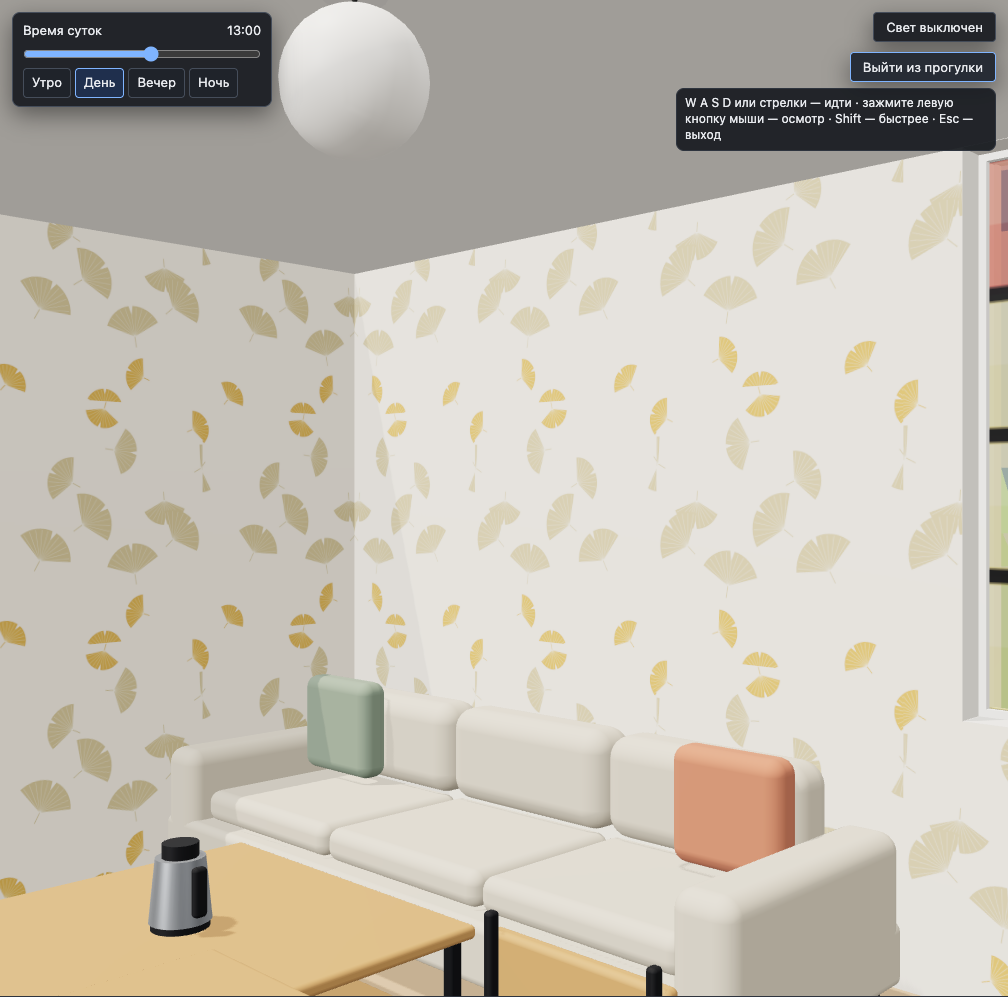 Время суток 13:00
Утро День Вечер Ночь
Свет выключен
Выйти из прогулки
W A S D или стрелки — идти · зажмите левую
кнопку мыши — осмотр · Shift — быстрее · Esc —
выход